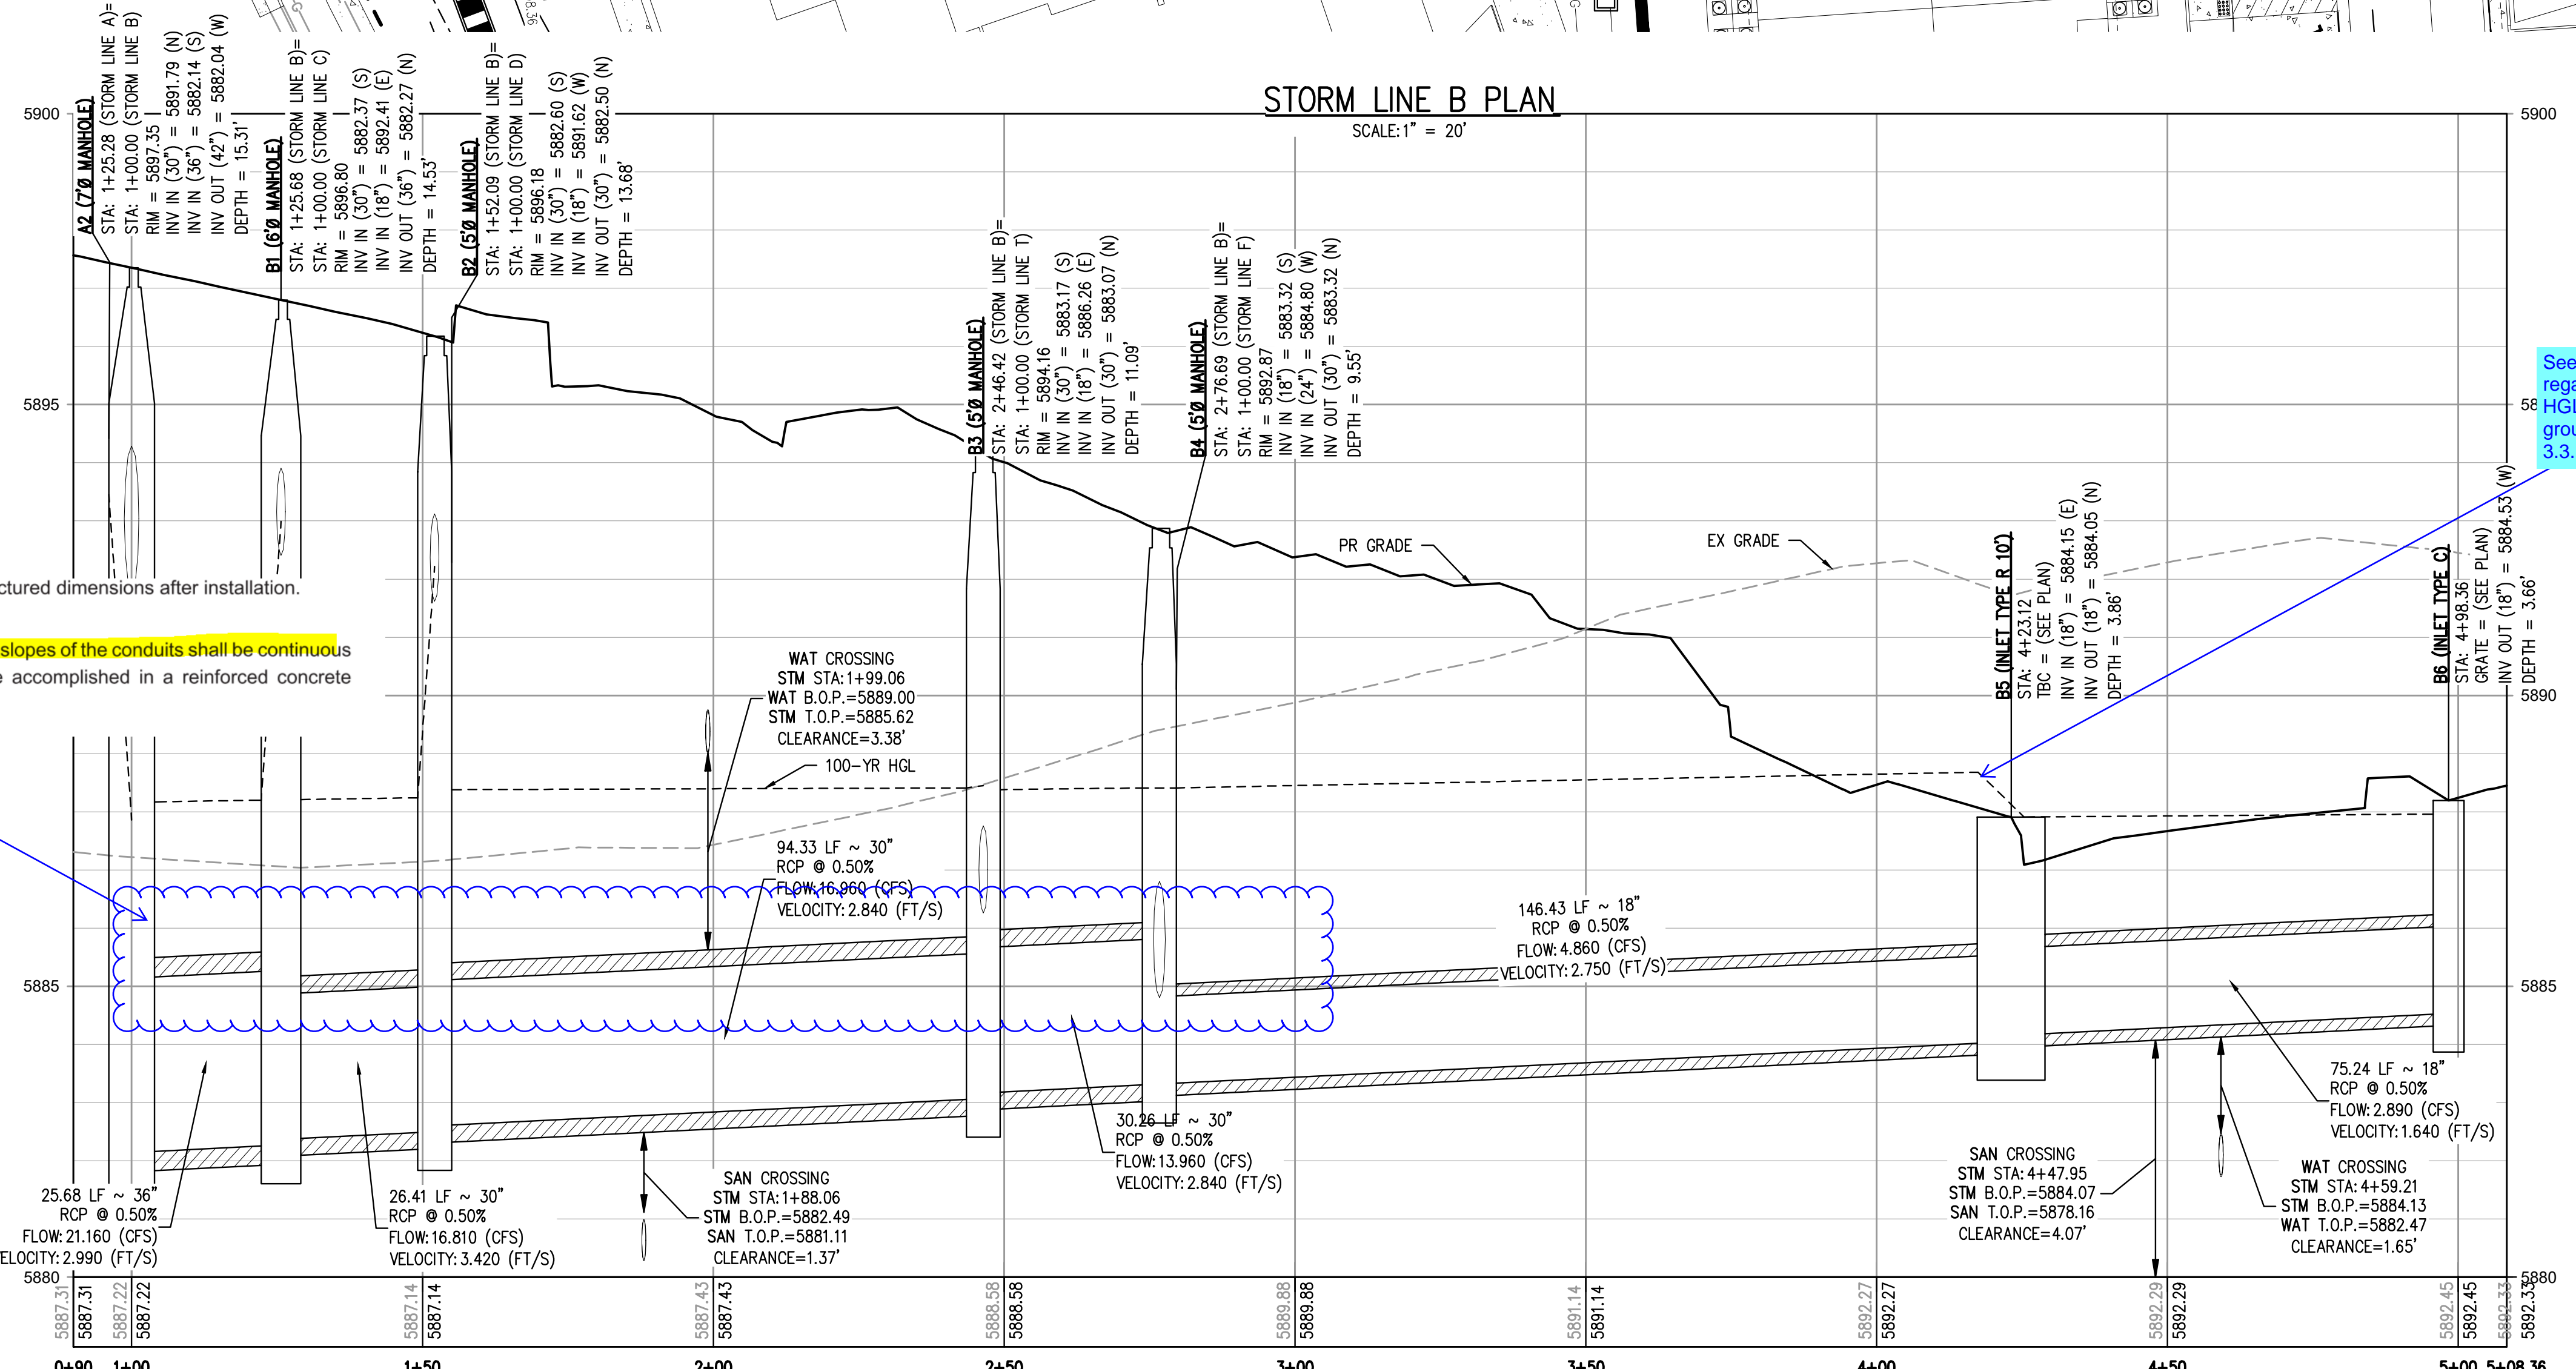 STORM LINE B PLAN
SCALE: 1" = 20'
5900
5900
5895
5890
5885
5885
5880
5880
A2 (7'Ø MANHOLE)
STA: 1+25.28 (STORM LINE A)=
STA: 1+00.00 (STORM LINE B)
RIM = 5897.35
INV IN (30") = 5891.79 (N)
INV IN (36") = 5882.14 (S)
INV OUT (42") = 5882.04 (W)
DEPTH = 15.31'
B1 (6'Ø MANHOLE)
STA: 1+25.68 (STORM LINE B)=
STA: 1+00.00 (STORM LINE C)
RIM = 5896.80
INV IN (30") = 5882.37 (S)
INV IN (18") = 5892.41 (E)
INV OUT (36") = 5882.27 (N)
DEPTH = 14.53'
B2 (5'Ø MANHOLE)
STA: 1+52.09 (STORM LINE B)=
STA: 1+00.00 (STORM LINE D)
RIM = 5896.18
INV IN (30") = 5882.60 (S)
INV IN (18") = 5891.62 (W)
INV OUT (30") = 5882.50 (N)
DEPTH = 13.68'
B3 (5'Ø MANHOLE)
STA: 2+46.42 (STORM LINE B)=
STA: 1+00.00 (STORM LINE T)
RIM = 5894.16
INV IN (30") = 5883.17 (S)
INV IN (18") = 5886.26 (E)
INV OUT (30") = 5883.07 (N)
DEPTH = 11.09'
B4 (5'Ø MANHOLE)
STA: 2+76.69 (STORM LINE B)=
STA: 1+00.00 (STORM LINE F)
RIM = 5892.87
INV IN (18") = 5883.32 (S)
INV IN (24") = 5884.80 (W)
INV OUT (30") = 5883.32 (N)
DEPTH = 9.55'
B5 (INLET TYPE R 10')
STA: 4+23.12
TBC = (SEE PLAN)
INV IN (18") = 5884.15 (E)
INV OUT (18") = 5884.05 (N)
DEPTH = 3.86'
B6 (INLET TYPE C)
STA: 4+98.36
GRATE = (SEE PLAN)
INV OUT (18") = 5884.53 (W)
DEPTH = 3.66'
See
HGL
3.3.
PR GRADE
EX GRADE
100-YR HGL
dimensions after installation.
slopes of the conduits shall be continuous
accomplished in a reinforced concrete
WAT CROSSING
STM STA: 1+99.06
WAT B.O.P.=5889.00
STM T.O.P.=5885.62
CLEARANCE=3.38'
94.33 LF ~ 30"
RCP @ 0.50%
FLOW: 16.960 (CFS)
VELOCITY: 2.840 (FT/S)
146.43 LF ~ 18"
RCP @ 0.50%
FLOW: 4.860 (CFS)
VELOCITY: 2.750 (FT/S)
30.26 LF ~ 30"
RCP @ 0.50%
FLOW: 13.960 (CFS)
VELOCITY: 2.840 (FT/S)
75.24 LF ~ 18"
RCP @ 0.50%
FLOW: 2.890 (CFS)
VELOCITY: 1.640 (FT/S)
25.68 LF ~ 36"
RCP @ 0.50%
FLOW: 21.160 (CFS)
ELOCITY: 2.990 (FT/S)
26.41 LF ~ 30"
RCP @ 0.50%
FLOW: 16.810 (CFS)
VELOCITY: 3.420 (FT/S)
SAN CROSSING
STM STA: 1+88.06
STM B.O.P.=5882.49
SAN T.O.P.=5881.11
CLEARANCE=1.37'
SAN CROSSING
STM STA: 4+47.95
STM B.O.P.=5884.07
SAN T.O.P.=5878.16
CLEARANCE=4.07'
WAT CROSSING
STM STA: 4+59.21
STM B.O.P.=5884.13
WAT T.O.P.=5882.47
CLEARANCE=1.65'
5887.31 5887.31
5887.22 5887.22
5887.14 5887.14
5887.43 5887.43
5888.58 5888.58
5889.88 5889.88
5891.14 5891.14
5892.27 5892.27
5892.29 5892.29
5892.45 5892.45
5892.33 5892.33
0+90 1+00 1+50 2+00 2+50 3+00 3+50 4+00 4+50 5+00 5+08.36